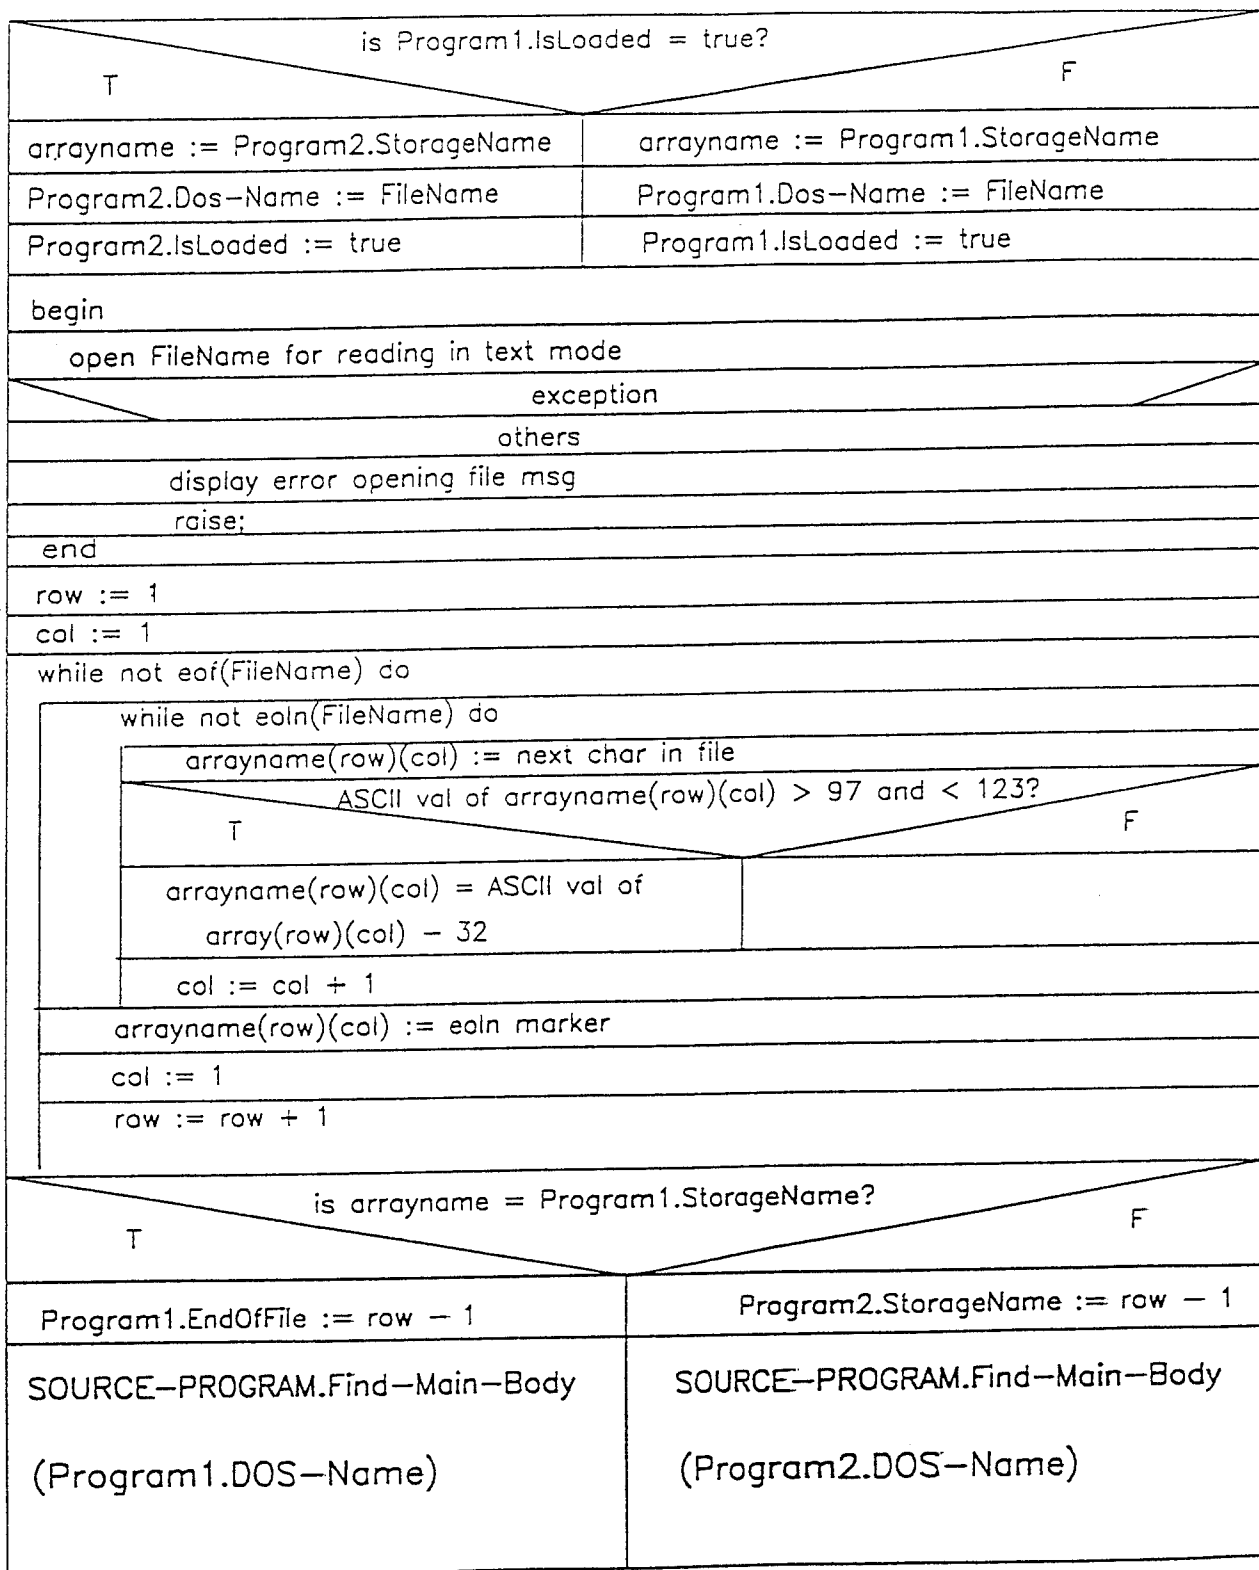 is Program1.IsLoaded = true?
T F
arrayname := Program2.StorageName arrayname := Program1.StorageName
Program2.Dos-Name := FileName Program1.Dos-Name := FileName
Program2.IsLoaded := true Program1.IsLoaded := true
begin
open FileName for reading in text mode
exception
others
display error opening file msg
raise;
end
row := 1
col := 1
while not eof(FileName) do
while not eoln(FileName) do
arrayname(row)(col) := next char in file
ASCII val of arrayname(row)(col) > 97 and < 123?
T F
arrayname(row)(col) = ASCII val of
array(row)(col) - 32
col := col + 1
arrayname(row)(col) := eoln marker
col := 1
row := row + 1
is arrayname = Program1.StorageName?
T F
Program1.EndOfFile := row - 1 Program2.StorageName := row - 1
SOURCE-PROGRAM.Find-Main-Body SOURCE-PROGRAM.Find-Main-Body
(Program1.DOS-Name) (Program2.DOS-Name)